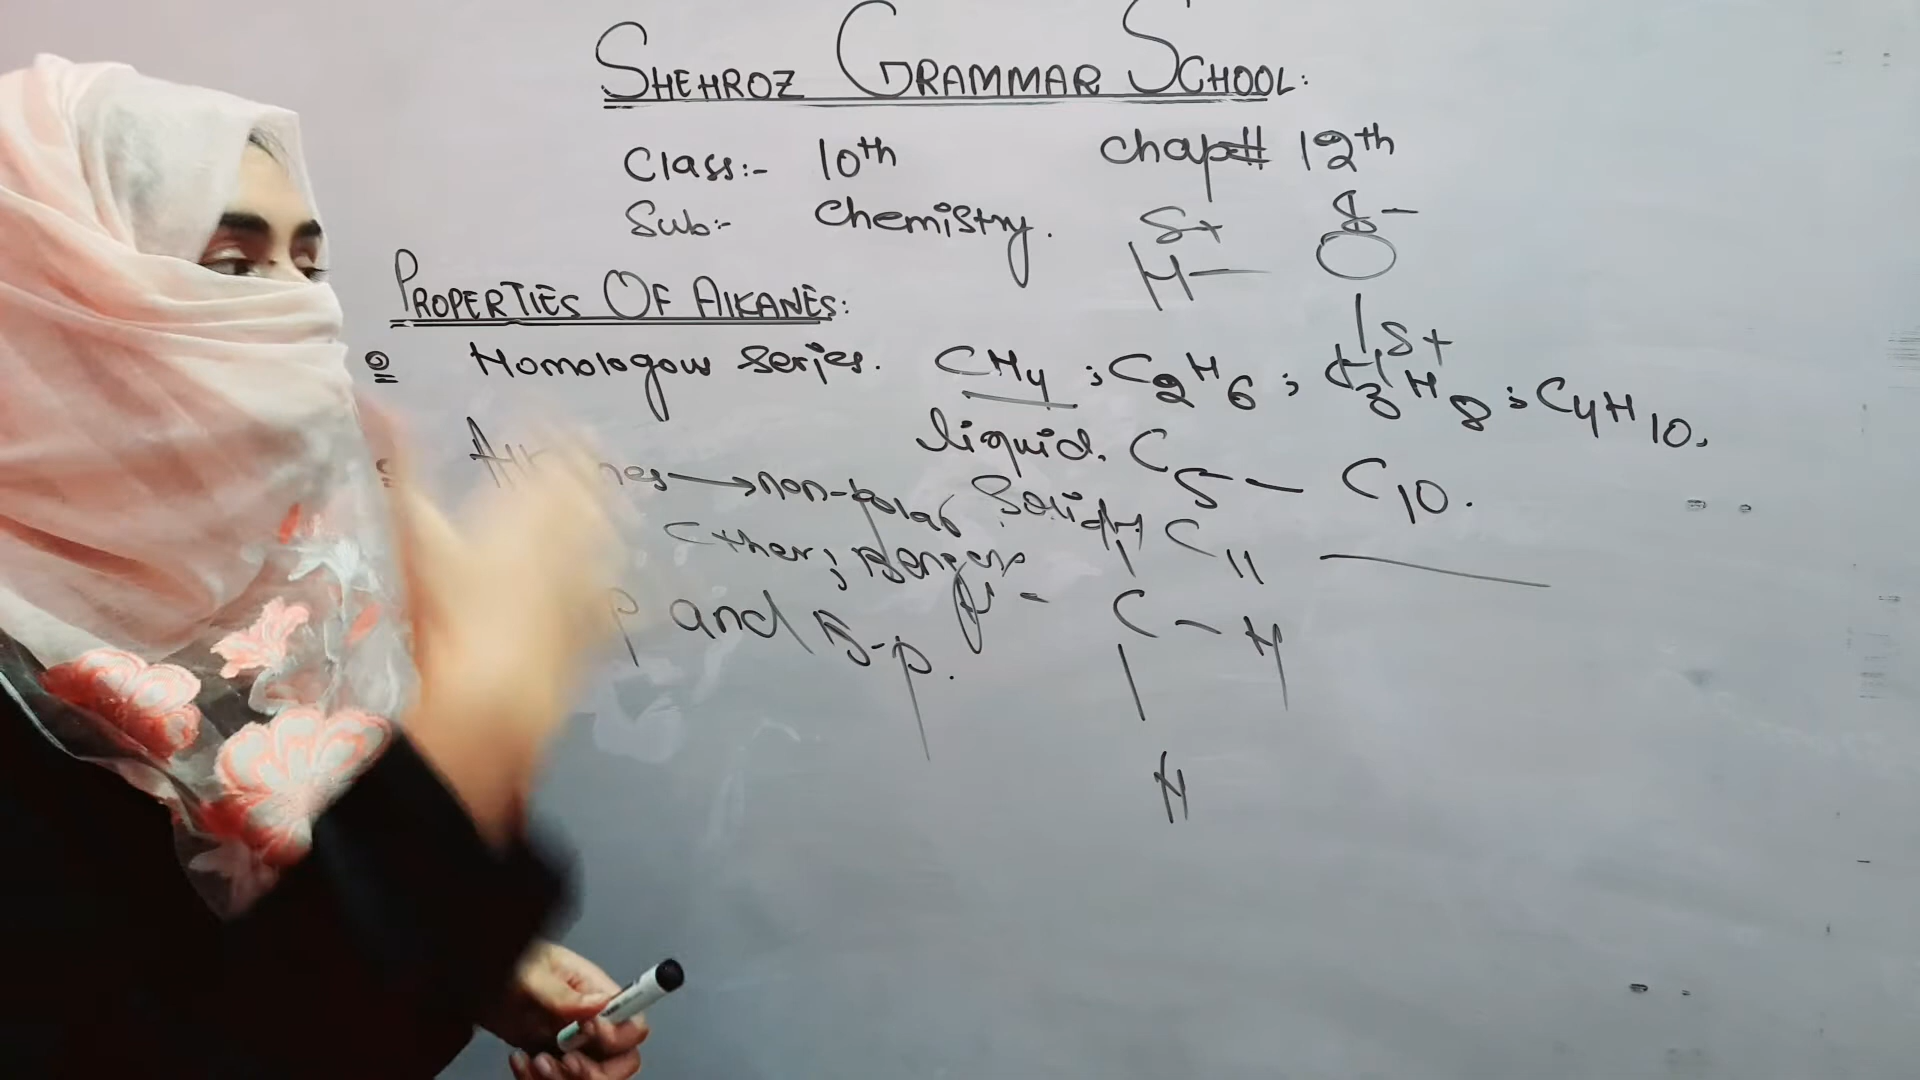 SHEHROZ GRAMMAR SCHOOL:
Class:- 10th chap# 12th
Sub:- Chemistry.
δ+ δ-
H— O
| δ+
H
PROPERTIES OF AlKANES:
Homologous series. CH4 ; C2H6 ; C3H8 ; C4H10.
liquid. C5 — C10.
→ non-polar Solid C11 —
Ether, Benzene
H
|
C - H
|
H
p and B-p.